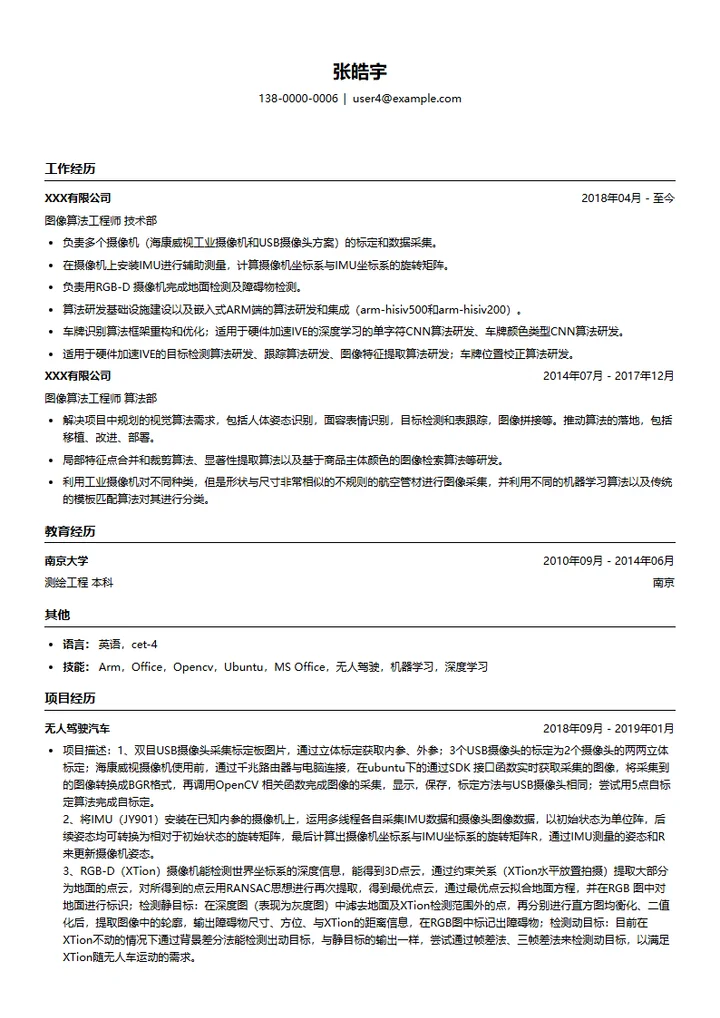 张皓宇
138-0000-0006 | user4@example.com
工作经历
XXX有限公司 2018年04月 - 至今
图像算法工程师 技术部
• 负责多个摄像机（海康威视工业摄像机和USB摄像头方案）的标定和数据采集。
• 在摄像机上安装IMU进行辅助测量，计算摄像机坐标系与IMU坐标系的旋转矩阵。
• 负责用RGB-D 摄像机完成地面检测及障碍物检测。
• 算法研发基础设施建设以及嵌入式ARM端的算法研发和集成（arm-hisiv500和arm-hisiv200）。
• 车牌识别算法框架重构和优化；适用于硬件加速IVE的深度学习的单字符CNN算法研发、车牌颜色类型CNN算法研发。
• 适用于硬件加速IVE的目标检测算法研发、跟踪算法研发、图像特征提取算法研发；车牌位置校正算法研发。
XXX有限公司 2014年07月 - 2017年12月
图像算法工程师 算法部
• 解决项目中规划的视觉算法需求，包括人体姿态识别，面容表情识别，目标检测和表跟踪，图像拼接等。推动算法的落地，包括
移植、改进、部署。
• 局部特征点合并和裁剪算法、显著性提取算法以及基于商品主体颜色的图像检索算法等研发。
• 利用工业摄像机对不同种类，但是形状与尺寸非常相似的不规则的航空管材进行图像采集，并利用不同的机器学习算法以及传统
的模板匹配算法对其进行分类。
教育经历
南京大学 2010年09月 - 2014年06月
测绘工程 本科 南京
其他
• 语言： 英语，cet-4
• 技能： Arm，Office，Opencv，Ubuntu，MS Office，无人驾驶，机器学习，深度学习
项目经历
无人驾驶汽车 2018年09月 - 2019年01月
• 项目描述：1、双目USB摄像头采集标定板图片，通过立体标定获取内参、外参；3个USB摄像头的标定为2个摄像头的两两立体
标定；海康威视摄像机使用前，通过千兆路由器与电脑连接，在ubuntu下的通过SDK 接口函数实时获取采集的图像，将采集到
的图像转换成BGR格式，再调用OpenCV 相关函数完成图像的采集，显示，保存，标定方法与USB摄像头相同；尝试用5点自标
定算法完成自标定。
2、将IMU（JY901）安装在已知内参的摄像机上，运用多线程各自采集IMU数据和摄像头图像数据，以初始状态为单位阵，后
续姿态均可转换为相对于初始状态的旋转矩阵，最后计算出摄像机坐标系与IMU坐标系的旋转矩阵R，通过IMU测量的姿态和R
来更新摄像机姿态。
3、RGB-D（XTion）摄像机能检测世界坐标系的深度信息，能得到3D点云，通过约束关系（XTion水平放置拍摄）提取大部分
为地面的点云，对所得到的点云用RANSAC思想进行再次提取，得到最优点云，通过最优点云拟合地面方程，并在RGB 图中对
地面进行标识；检测静目标：在深度图（表现为灰度图）中滤去地面及XTion检测范围外的点，再分别进行直方图均衡化、二值
化后，提取图像中的轮廓，输出障碍物尺寸、方位、与XTion的距离信息，在RGB图中标记出障碍物；检测动目标：目前在
XTion不动的情况下通过背景差分法能检测出动目标，与静目标的输出一样，尝试通过帧差法、三帧差法来检测动目标，以满足
XTion随无人车运动的需求。